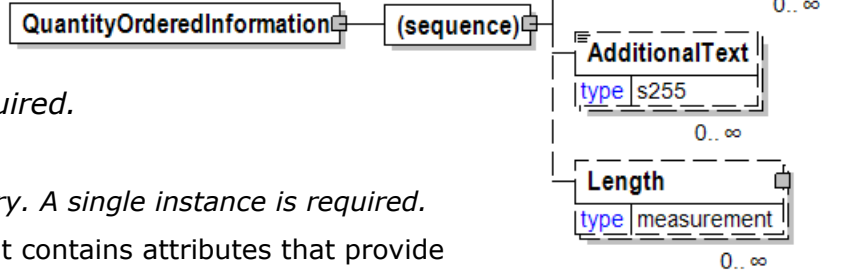 0.. ∞
QuantityOrderedInformation
(sequence)
AdditionalText
type s255
uired.
0.. ∞
Length
ry. A single instance is required.
type measurement
t contains attributes that provide
0.. ∞